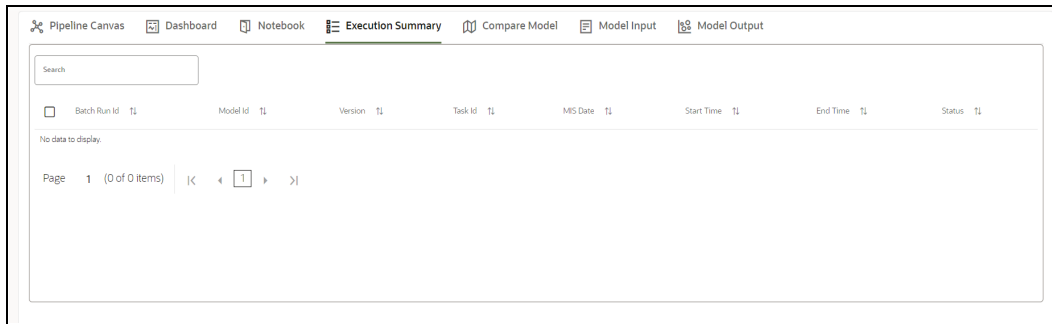 Pipeline Canvas Dashboard Notebook Execution Summary Compare Model Model Input Model Output
Search
Batch Run Id Model Id Version Task Id MIS Date Start Time End Time Status
No data to display.
Page 1 (0 of 0 items) 1